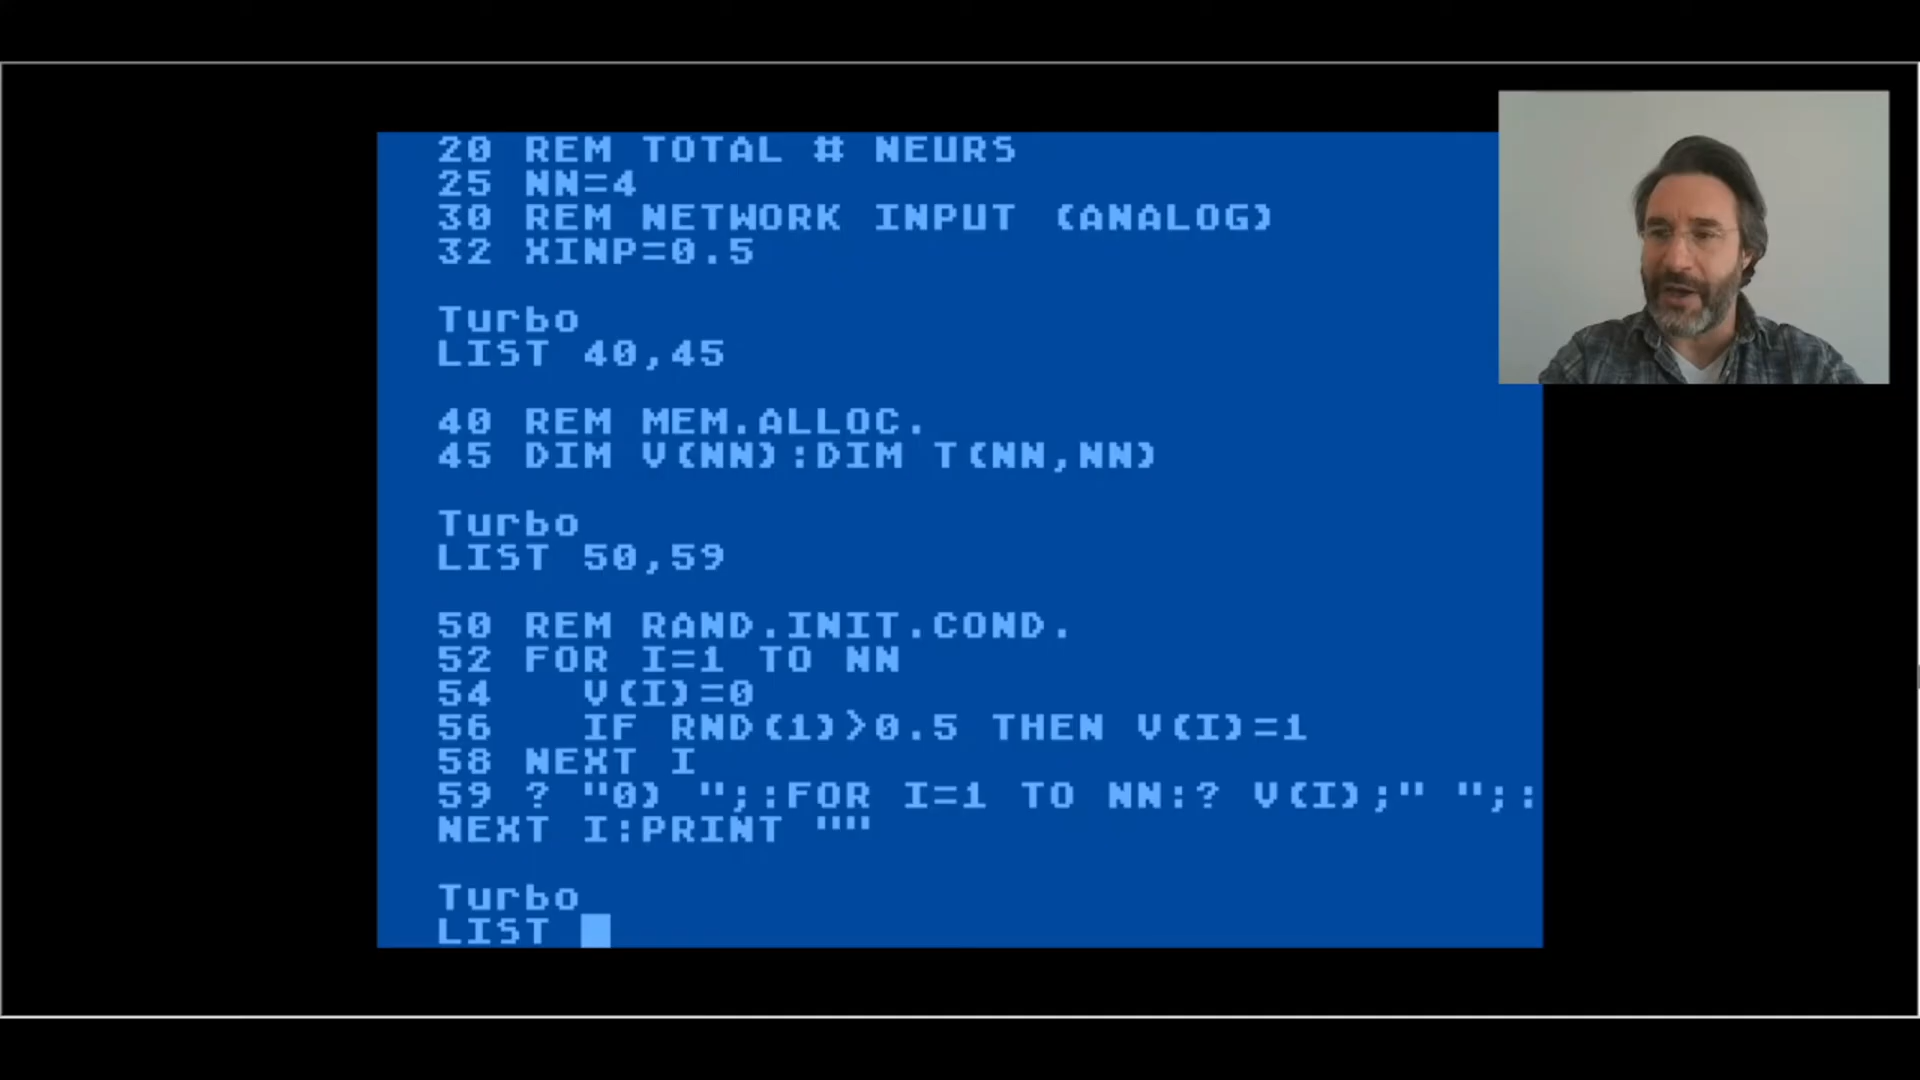 20 REM TOTAL # NEURS
25 NN=4
30 REM NETWORK INPUT (ANALOG)
32 XINP=0.5
Turbo
LIST 40,45
40 REM MEM.ALLOC.
45 DIM V(NN):DIM T(NN,NN)
Turbo
LIST 50,59
50 REM RAND.INIT.COND.
52 FOR I=1 TO NN
54   V(I)=0
56   IF RND(1)>0.5 THEN V(I)=1
58 NEXT I
59 ? "0) ";:FOR I=1 TO NN:? V(I);" ";:
NEXT I:PRINT ""
Turbo
LIST